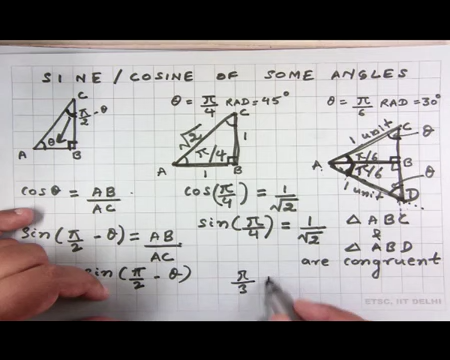 SINE/COSINE OF SOME ANGLES
C
π/2 - θ
θ
A
B
θ = π/4 RAD = 45°
C
√2
1
π/4
A
1
B
θ = π/6 RAD = 30°
1 unit
C
θ
π/6
A
B
π/6
θ
1 unit
D
cosθ = AB/AC
cos(π/4) = 1/√2
sin(π/2 - θ) = AB/AC
sin(π/4) = 1/√2
△ ABC
&
△ ABD
are congruent
sin(π/2 - θ)
π/3
ETSC, IIT DELHI